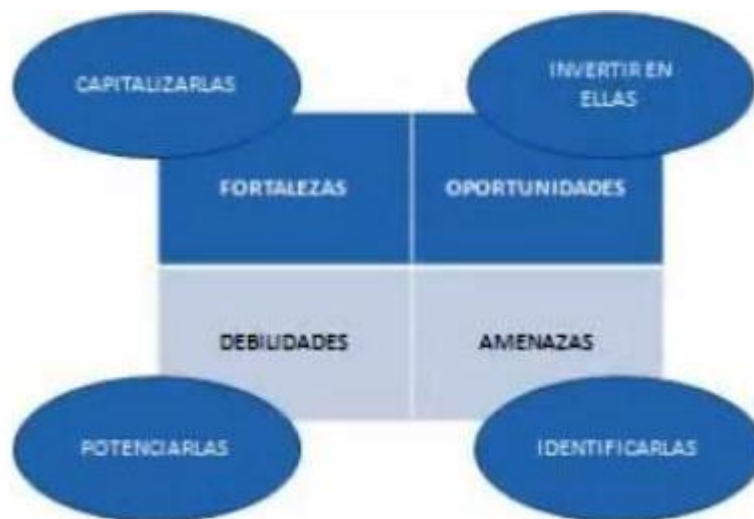 CAPITALIZARLAS
INVERTIR EN
ELLAS
FORTALEZAS
OPORTUNIDADES
DEBILIDADES
AMENAZAS
POTENCIARLAS
IDENTIFICARLAS